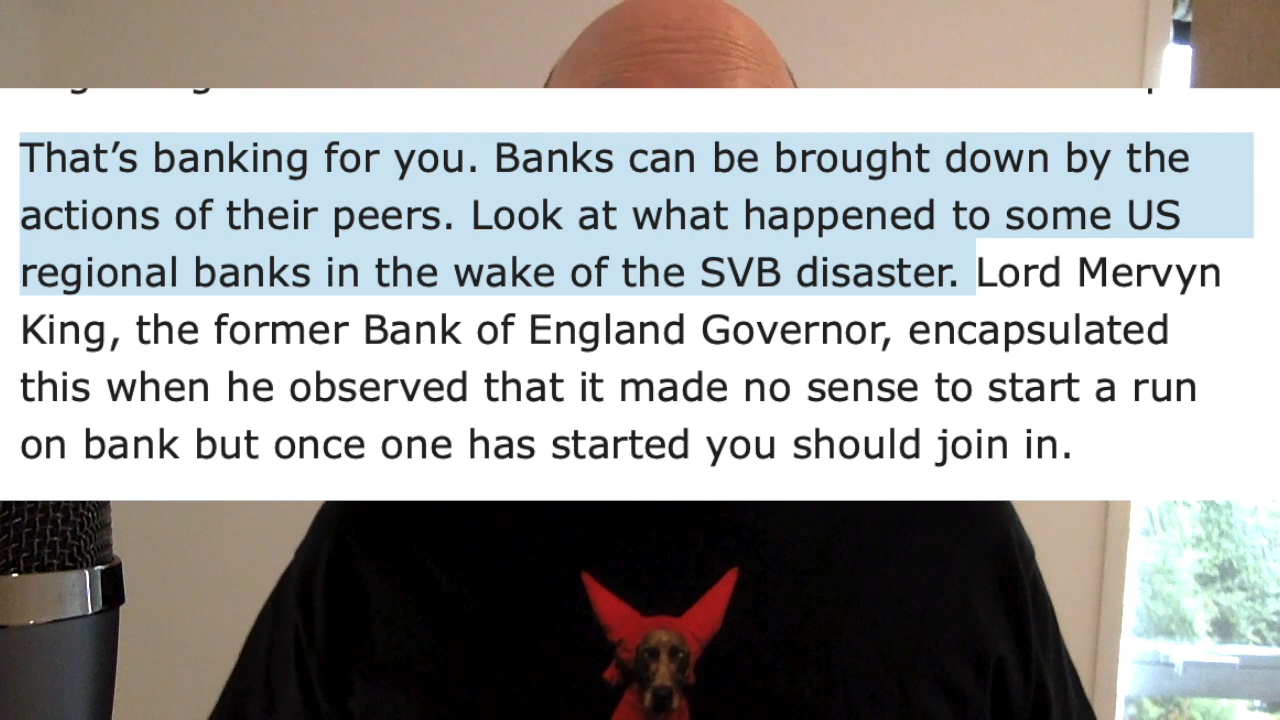 That’s banking for you. Banks can be brought down by the
actions of their peers. Look at what happened to some US
regional banks in the wake of the SVB disaster. Lord Mervyn
King, the former Bank of England Governor, encapsulated
this when he observed that it made no sense to start a run
on bank but once one has started you should join in.